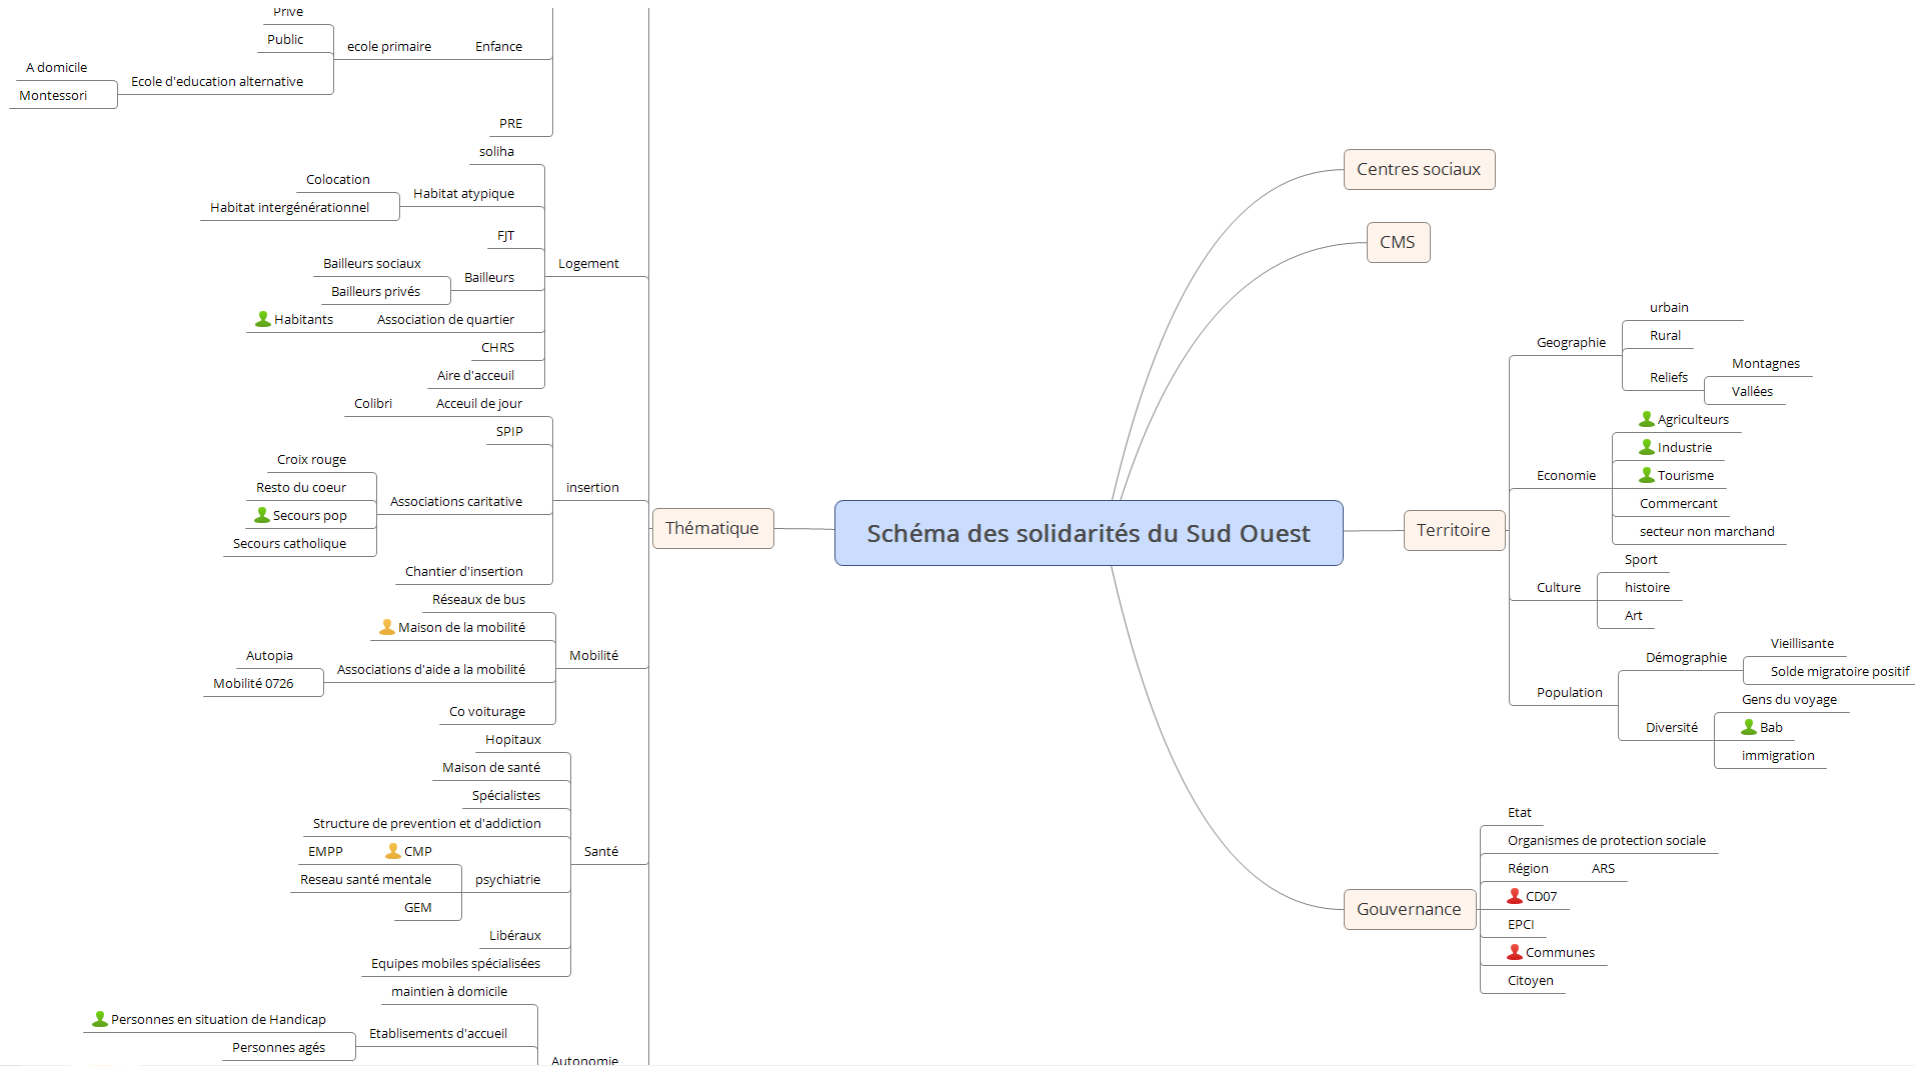 Privé
Public
ecole primaire
Enfance
A domicile
Montessori
Ecole d'education alternative
PRE
soliha
Colocation
Habitat intergénérationnel
Habitat atypique
FJT
Bailleurs sociaux
Bailleurs privés
Bailleurs
Logement
Habitants
Association de quartier
CHRS
Aire d'acceuil
Colibri
Acceuil de jour
SPIP
Croix rouge
Resto du coeur
Secours pop
Secours catholique
Associations caritative
insertion
Chantier d'insertion
Réseaux de bus
Maison de la mobilité
Autopia
Mobilité 0726
Associations d'aide a la mobilité
Mobilité
Co voiturage
Hopitaux
Maison de santé
Spécialistes
Structure de prevention et d'addiction
Santé
EMPP
CMP
Reseau santé mentale
GEM
psychiatrie
Libéraux
Equipes mobiles spécialisées
maintien à domicile
Personnes en situation de Handicap
Personnes agés
Etablisements d'accueil
Autonomie
Thématique
Schéma des solidarités du Sud Ouest
Centres sociaux
CMS
Territoire
Geographie
urbain
Rural
Reliefs
Montagnes
Vallées
Economie
Agriculteurs
Industrie
Tourisme
Commercant
secteur non marchand
Culture
Sport
histoire
Art
Population
Démographie
Vieillisante
Solde migratoire positif
Diversité
Gens du voyage
Bab
immigration
Gouvernance
Etat
Organismes de protection sociale
Région
ARS
CD07
EPCI
Communes
Citoyen